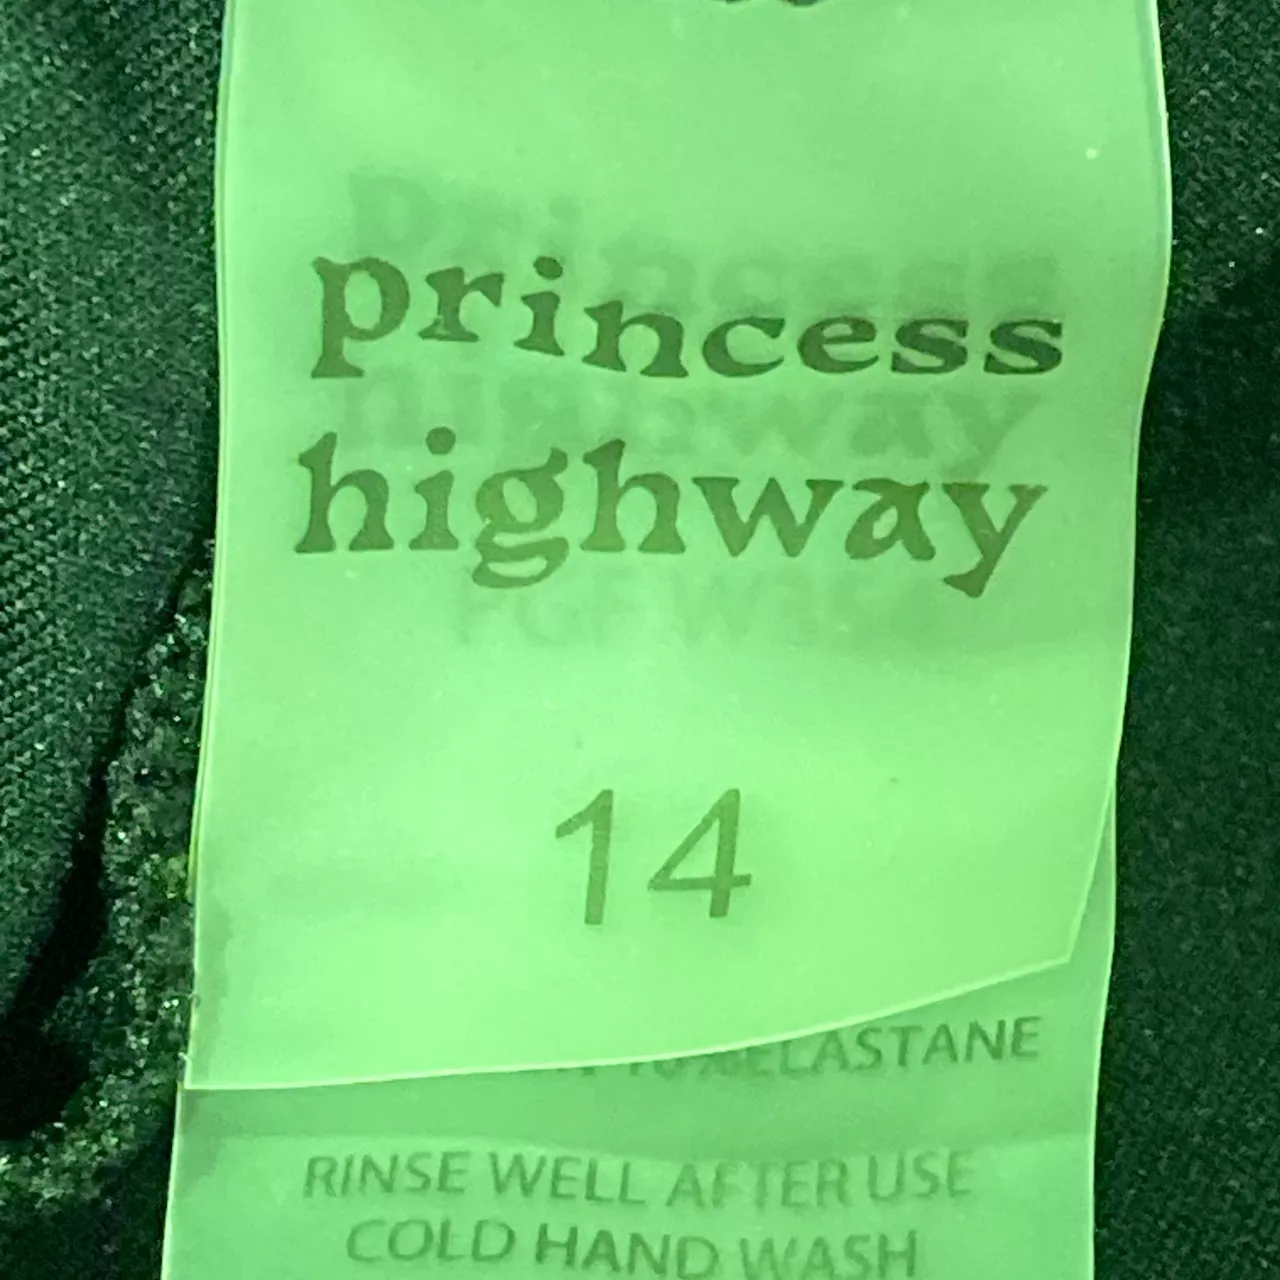 princess
highway
14
ELASTANE
RINSE WELL AFTER USE
COLD HAND WASH